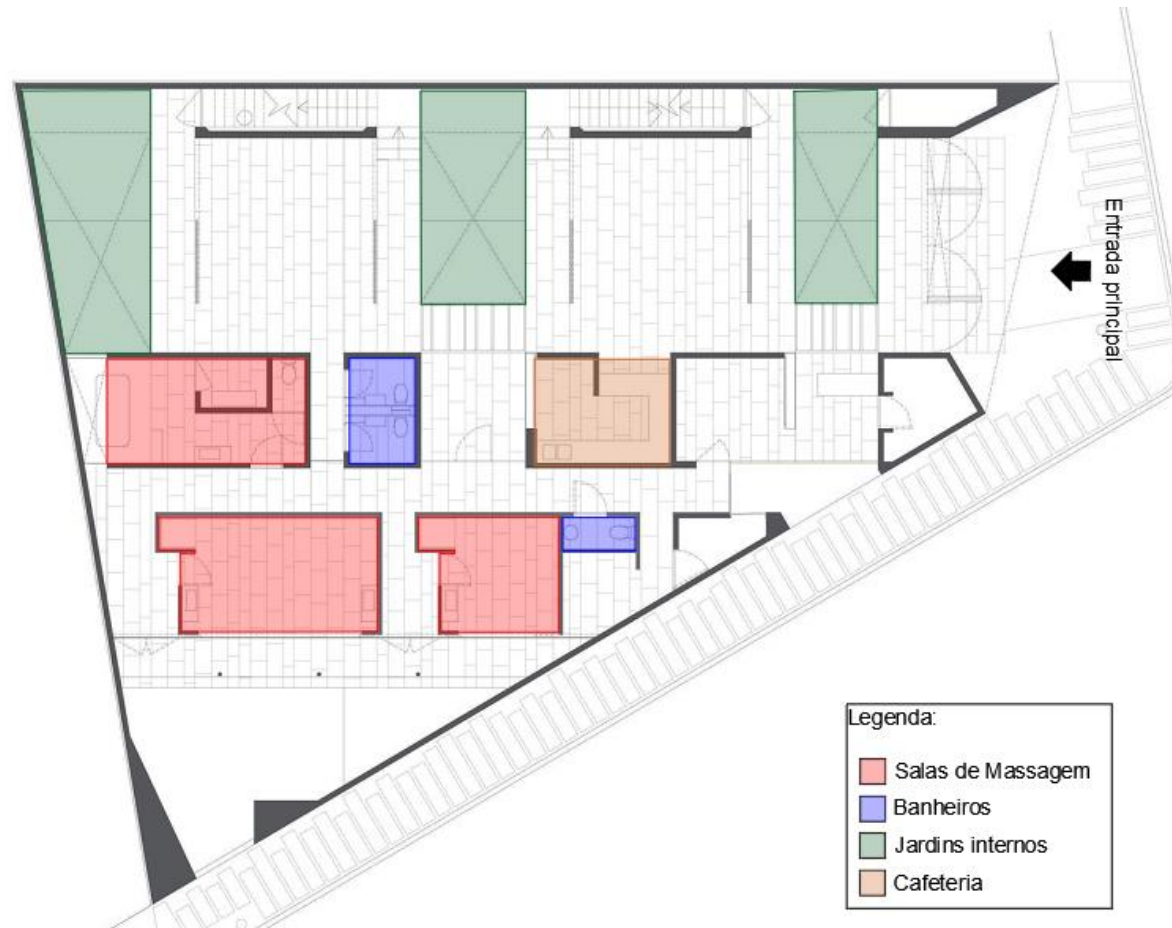 Entrada principal
Legenda:
Salas de Massagem
Banheiros
Jardins internos
Cafeteria